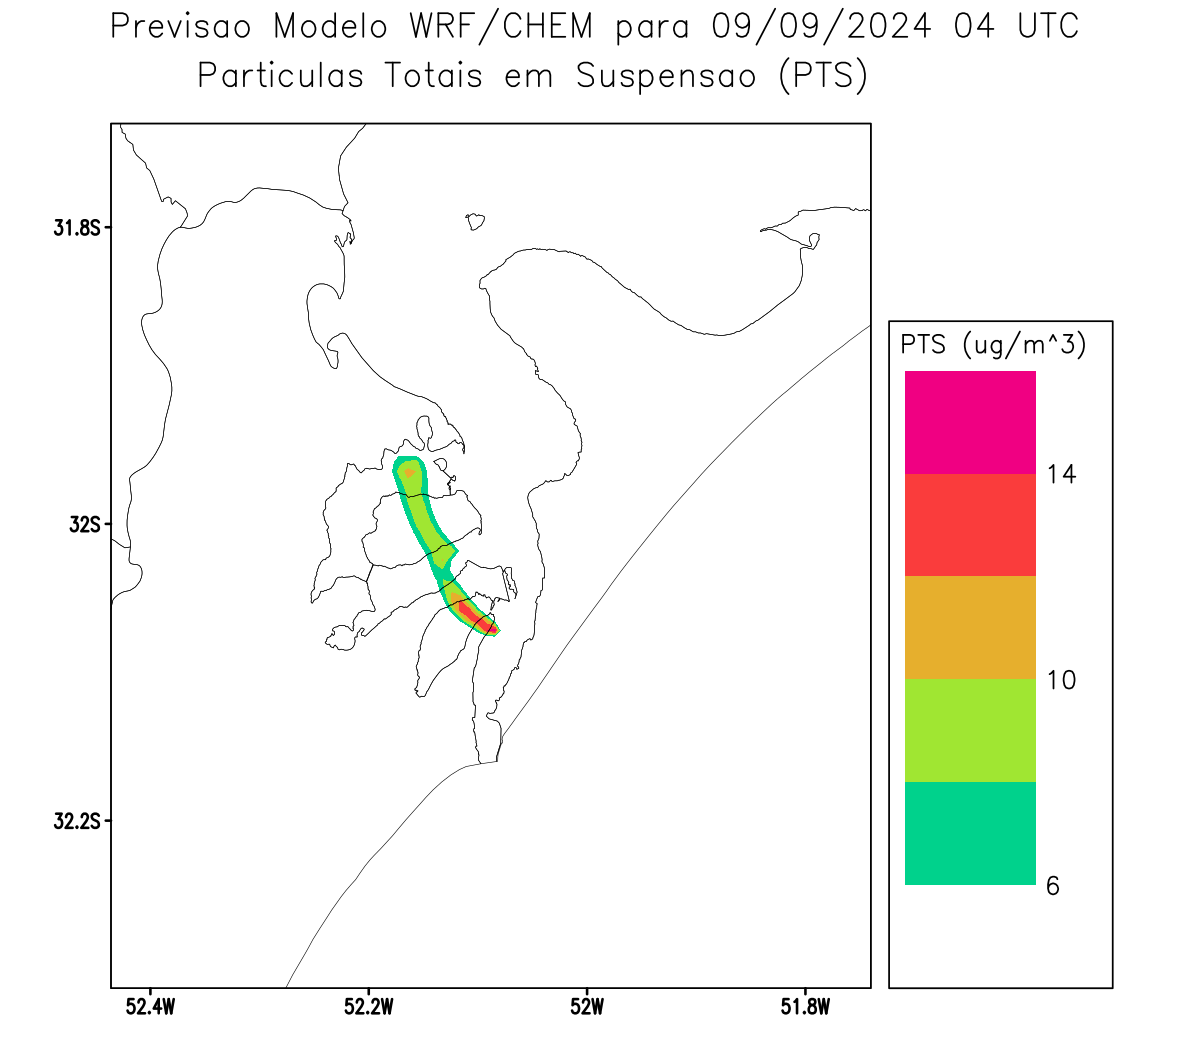 Previsao Modelo WRF/CHEM para 09/09/2024 04 UTC
Particulas Totais em Suspensao (PTS)
31.8S
32S
32.2S
52.4W
52.2W
52W
51.8W
PTS (ug/m^3)
14
10
6